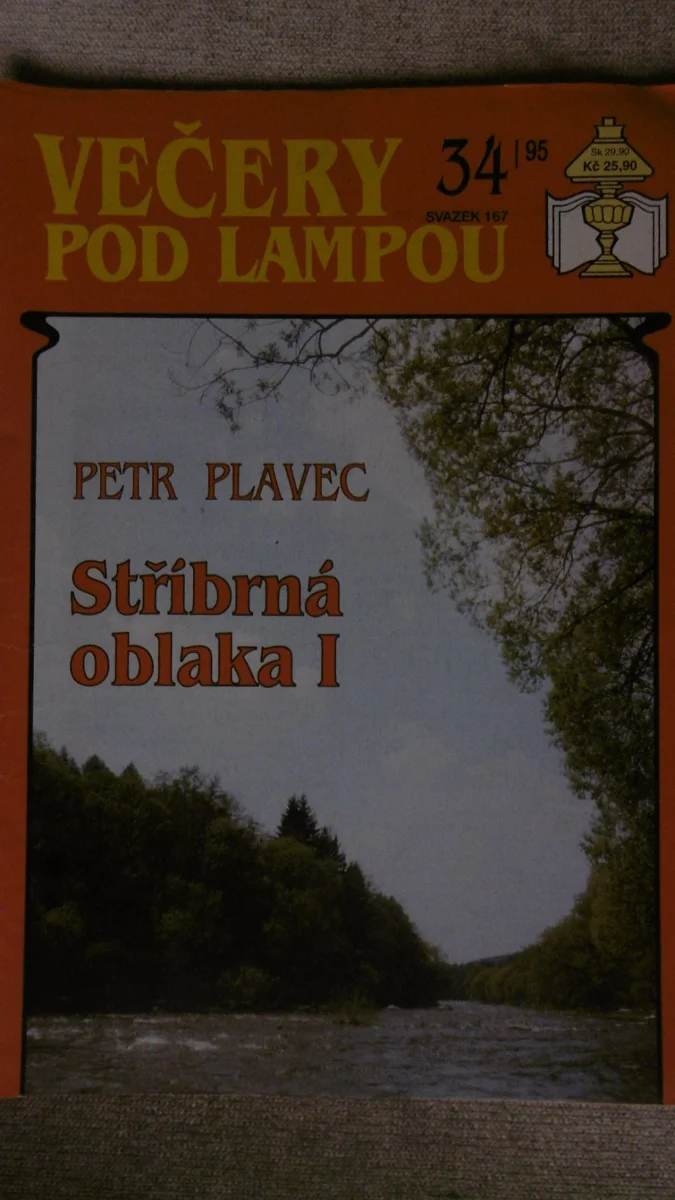 VEČERY
POD LAMPOU
34 | 95
SVAZEK 167
Sk 29,90
Kč 25,90
PETR PLAVEC
Stříbrná
oblaka I